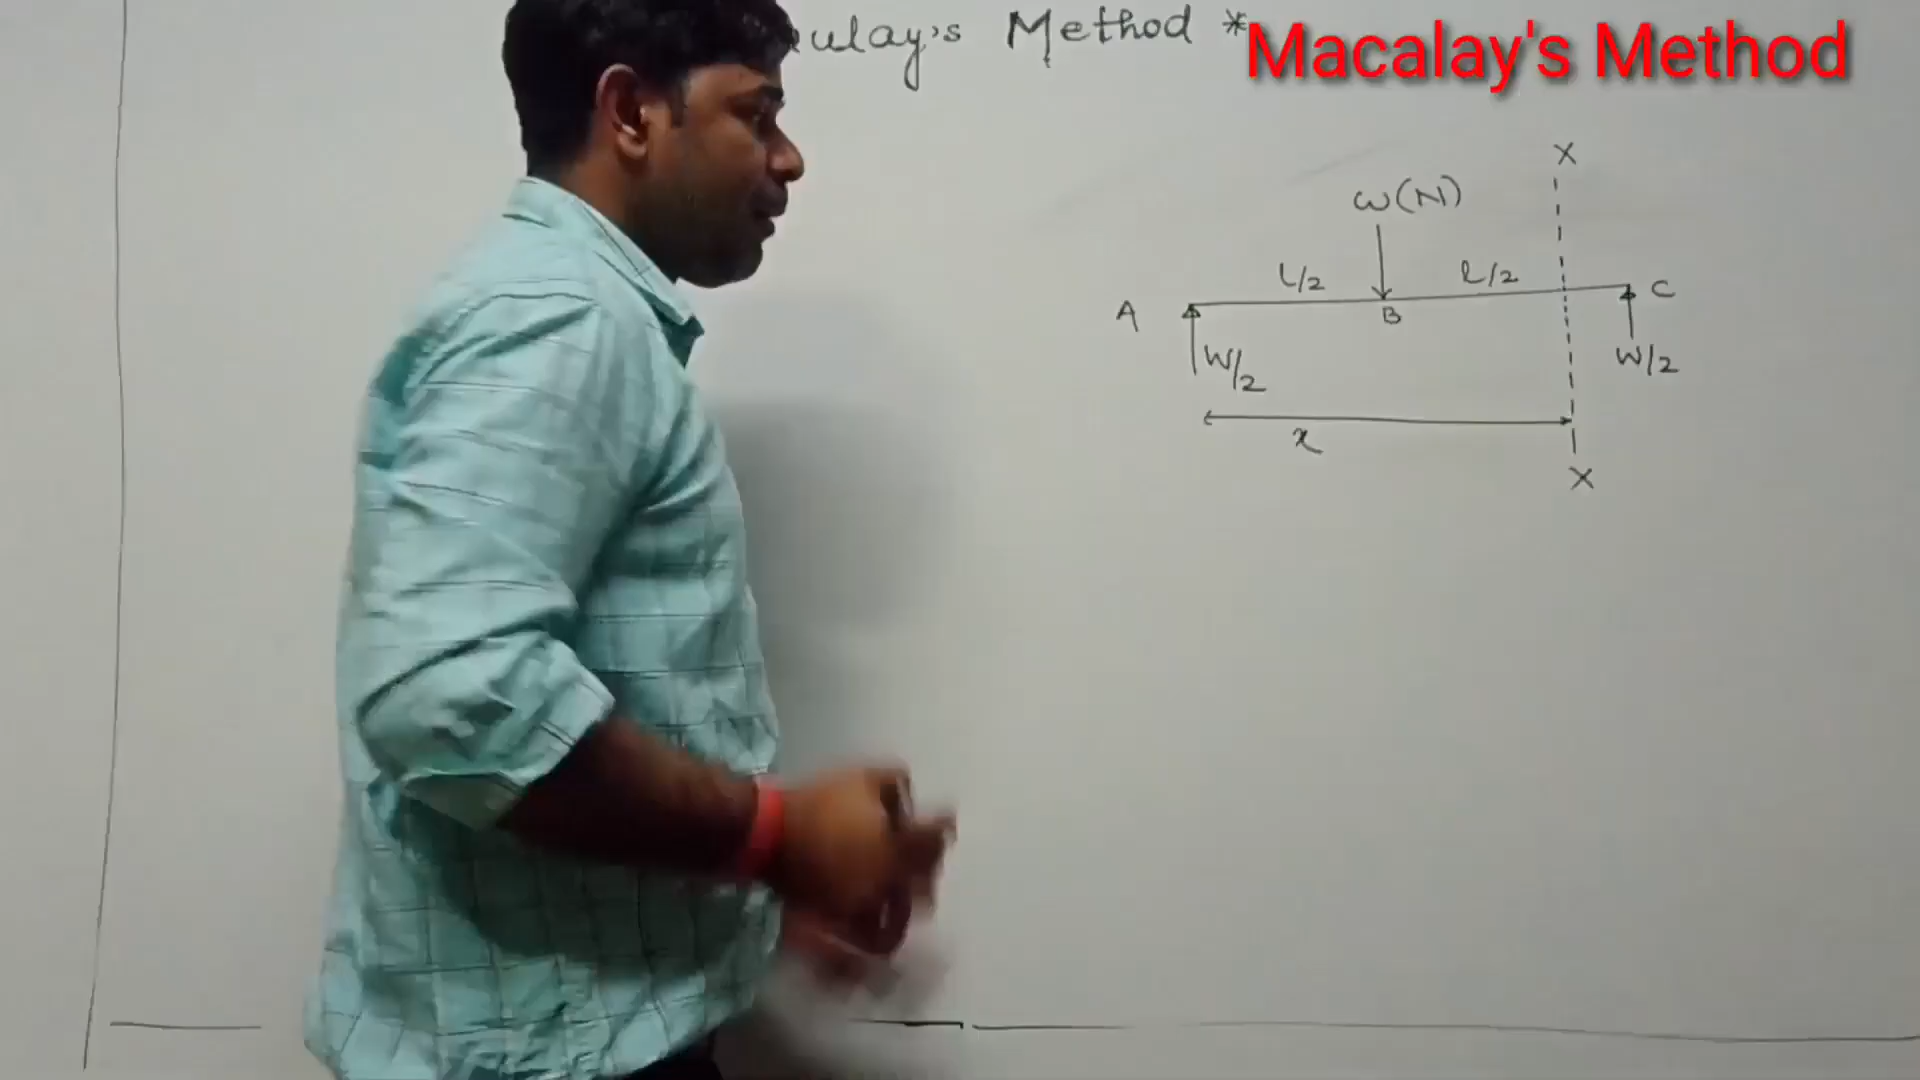 ulay's Method *
Macalay's Method
X
W(N)
L/2
L/2
A
B
C
W/2
W/2
x
X